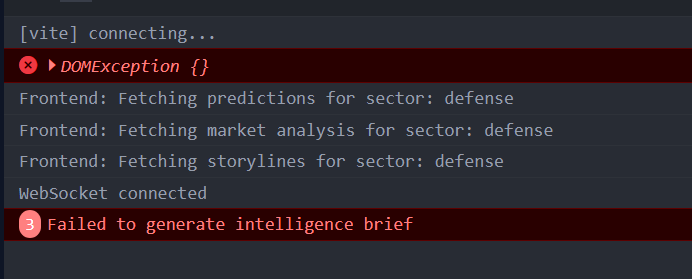 [vite] connecting...
DOMException {}
Frontend: Fetching predictions for sector: defense
Frontend: Fetching market analysis for sector: defense
Frontend: Fetching storylines for sector: defense
WebSocket connected
3 Failed to generate intelligence brief